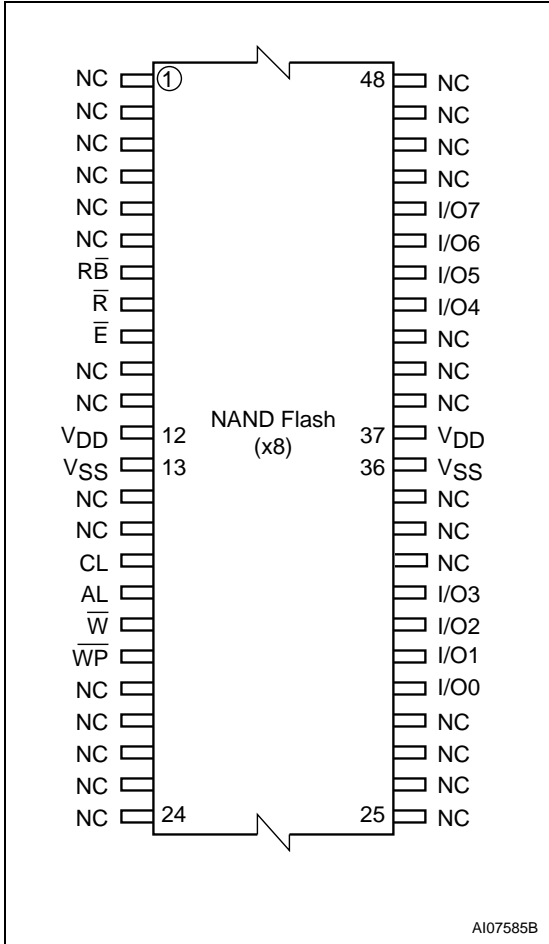 NC 1 48 NC
NC NC
NC NC
NC NC
NC I/O7
NC I/O6
RB̅ I/O5
R̅ I/O4
E̅ NC
NC NC
NC NC
NAND Flash
VDD 12 37 VDD
(x8)
VSS 13 36 VSS
NC NC
NC NC
CL NC
AL I/O3
W̅ I/O2
W̅P̅ I/O1
NC I/O0
NC NC
NC NC
NC NC
NC 24 25 NC
AI07585B